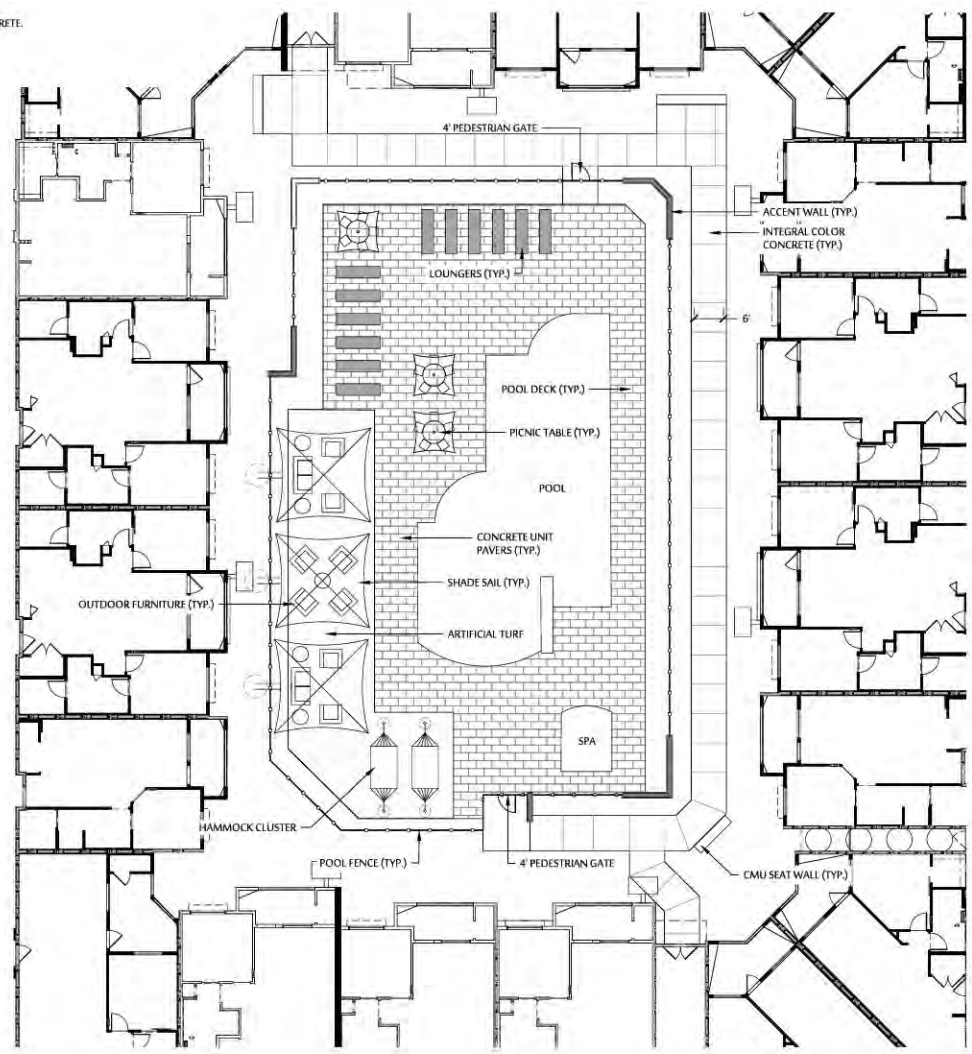 RETE.
4' PEDESTRIAN GATE
ACCENT WALL (TYP.)
INTEGRAL COLOR
CONCRETE (TYP.)
LOUNGERS (TYP.)
6'
POOL DECK (TYP.)
PICNIC TABLE (TYP.)
POOL
CONCRETE UNIT
PAVERS (TYP.)
SHADE SAIL (TYP.)
OUTDOOR FURNITURE (TYP.)
ARTIFICIAL TURF
SPA
HAMMOCK CLUSTER
POOL FENCE (TYP.)
4' PEDESTRIAN GATE
CMU SEAT WALL (TYP.)